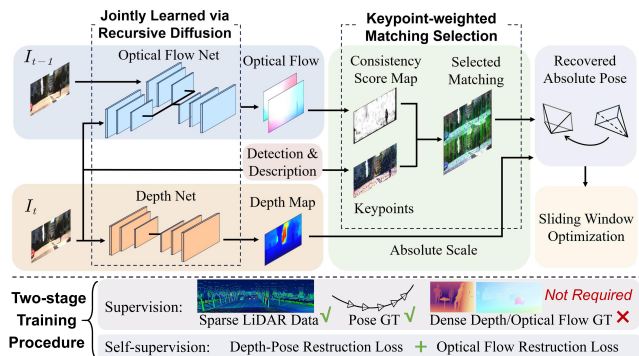 Jointly Learned via
Recursive Diffusion
Keypoint-weighted
Matching Selection
I_{t-1}
Optical Flow Net
Optical Flow
Consistency
Score Map
Selected
Matching
Recovered
Absolute Pose
Detection &
Description
I_t
Depth Net
Depth Map
Keypoints
Absolute Scale
Sliding Window
Optimization
Two-stage
Training
Procedure
Supervision:
Sparse LiDAR Data √
Pose GT √
Not Required
Dense Depth/Optical Flow GT ×
Self-supervision: Depth-Pose Restruction Loss + Optical Flow Restruction Loss